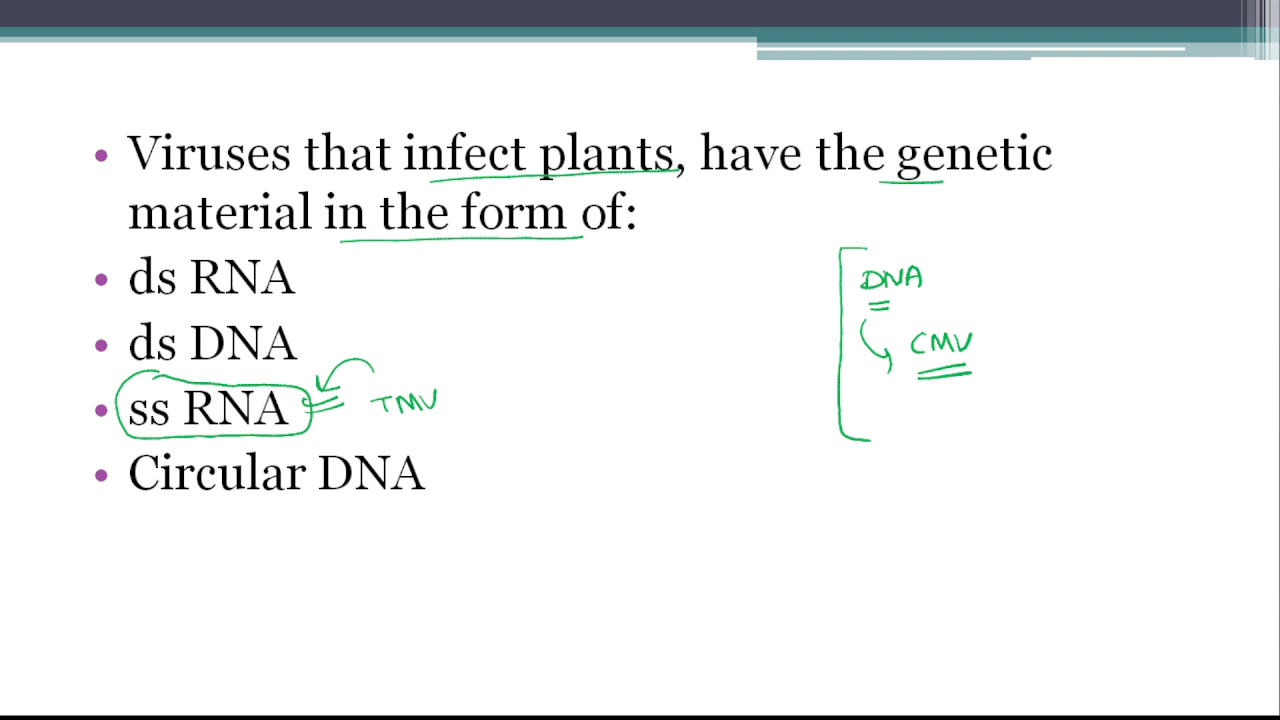 • Viruses that infect plants, have the genetic
material in the form of:
• ds RNA
• ds DNA
• ss RNA
TMV
• Circular DNA
DNA
CMV